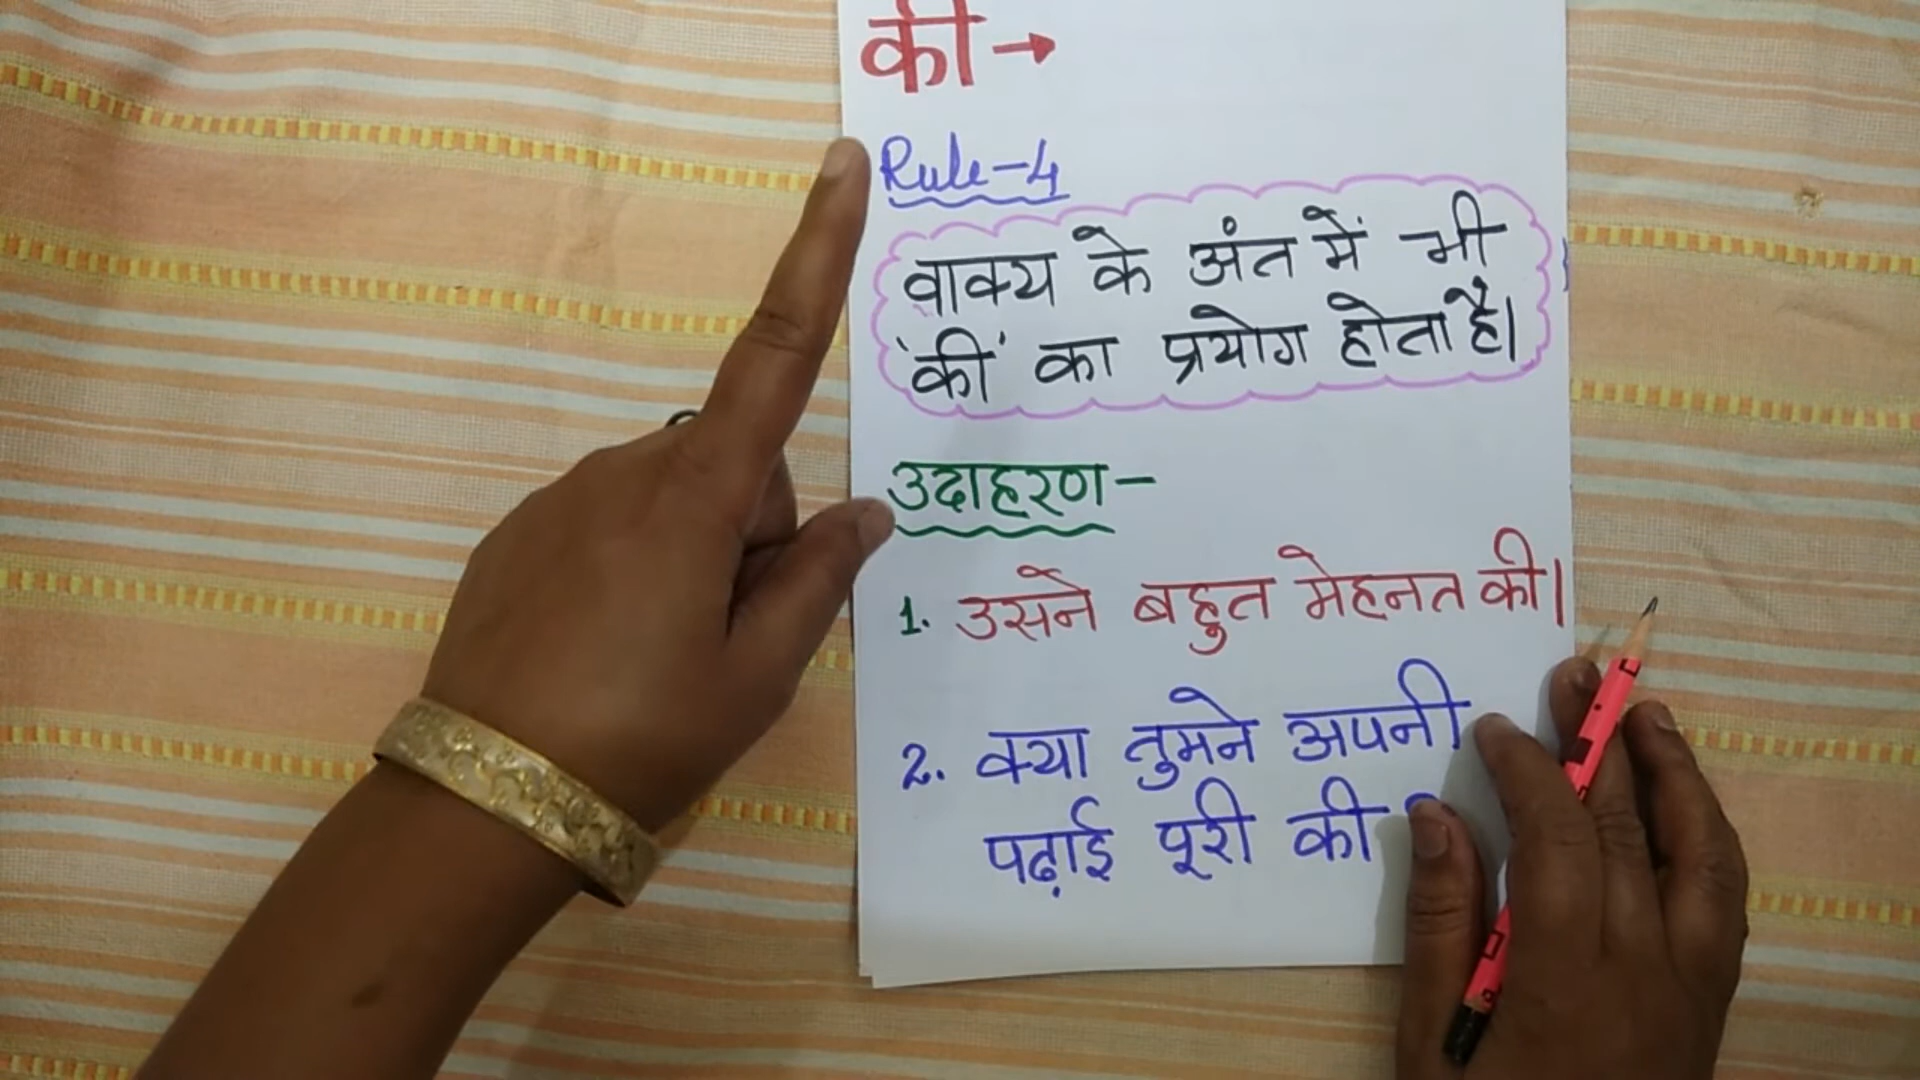 की →
Rule-4
वाक्य के अंत में भी
'की' का प्रयोग होता है।
उदाहरण-
1. उसने बहुत मेहनत की।
2. क्या तुमने अपनी
पढ़ाई पूरी की